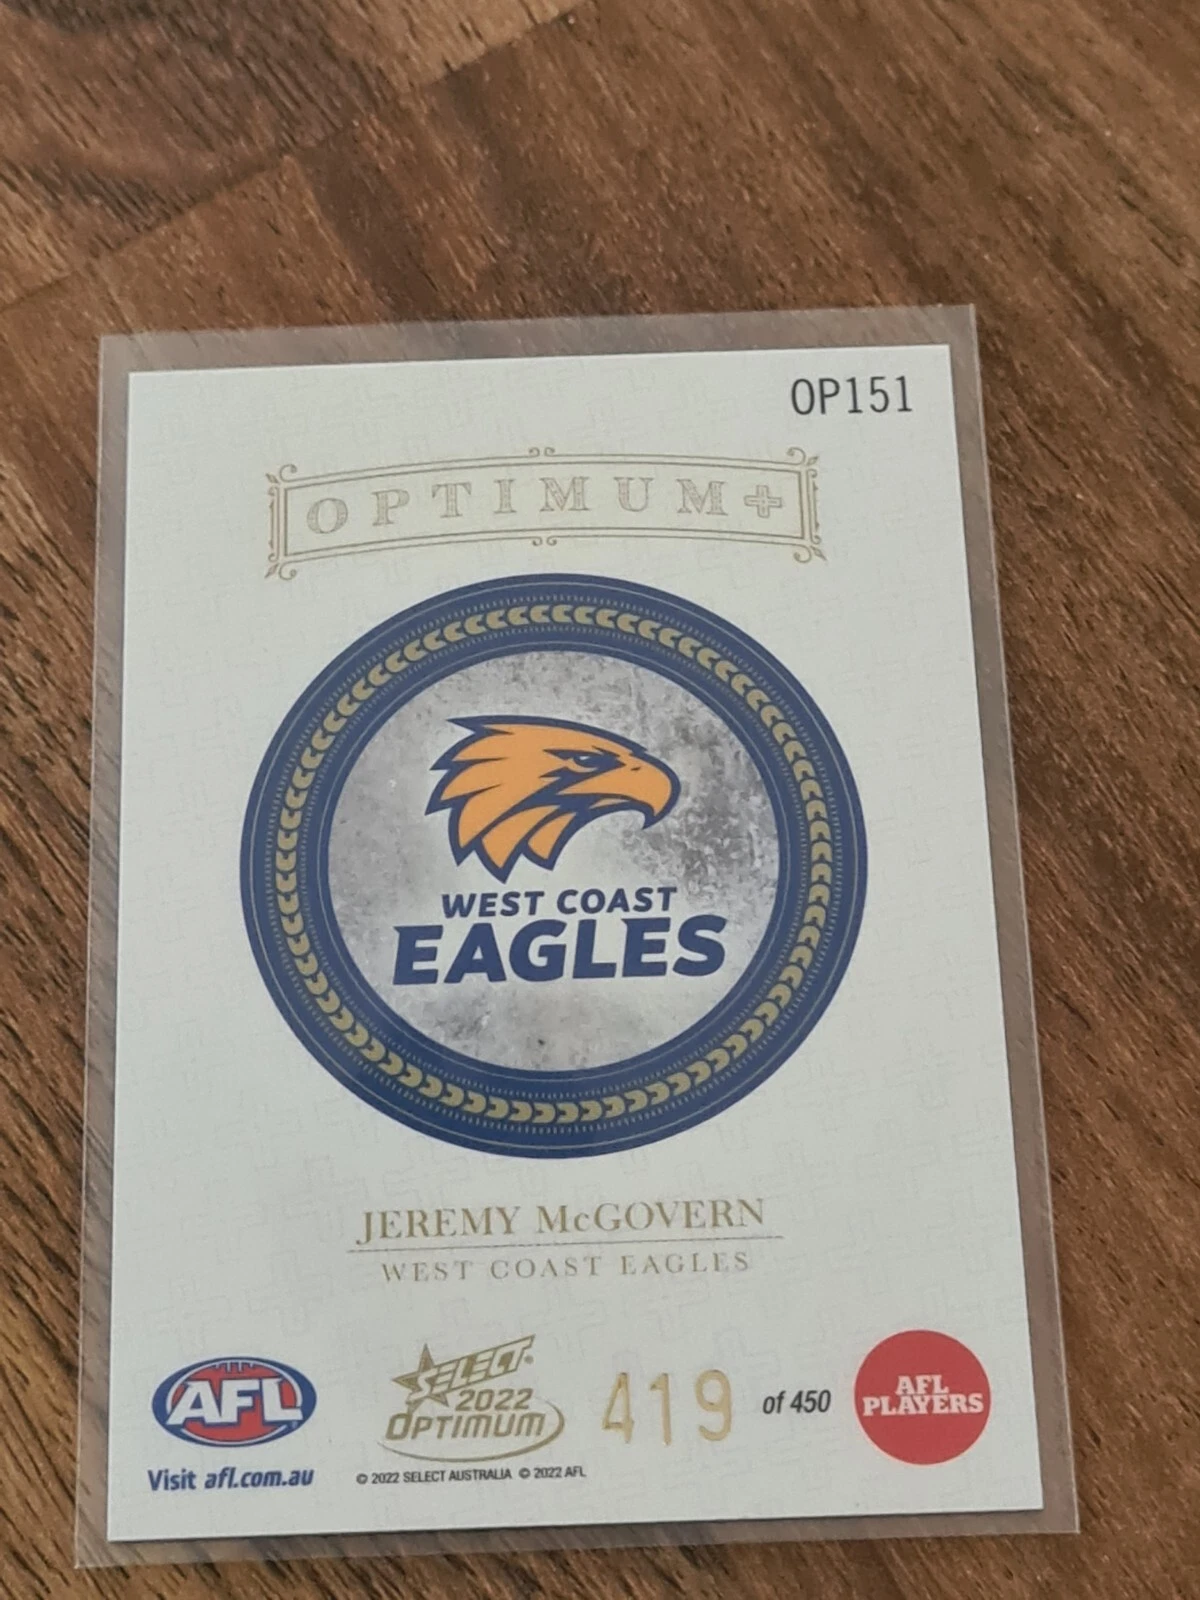 OP151
OPTIMUM+
WEST COAST
EAGLES
JEREMY McGOVERN
WEST COAST EAGLES
AFL
Visit afl.com.au
SELECT
2022
OPTIMUM
© 2022 SELECT AUSTRALIA © 2022 AFL
419 of 450
AFL
PLAYERS